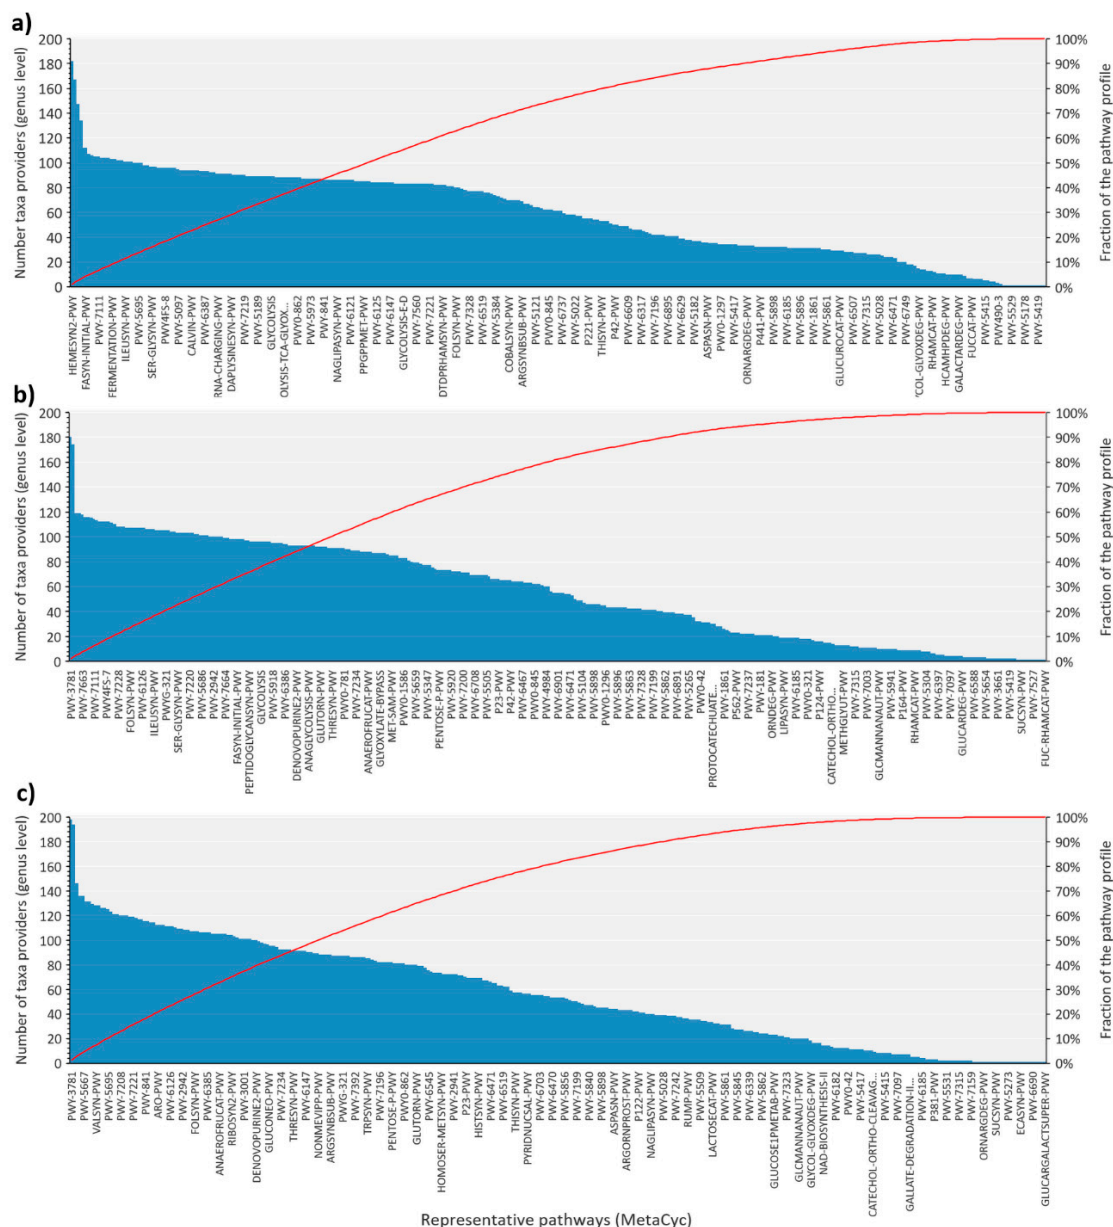 a)
Number taxa providers (genus level)
200
180
160
140
120
100
80
60
40
20
0
100%
90%
80%
70%
60%
50%
40%
30%
20%
10%
0%
Fraction of the pathway profile
HEMESYN2-PWY
FASYN-INITIAL-PWY
PWY-7111
FERMENTATION-PWY
ILEUSYN-PWY
PWY-5695
SER-GLYSYN-PWY
PWY4FS-8
PWY-5097
CALVIN-PWY
PWY-6387
RNA-CHARGING-PWY
DAPLYSINESYN-PWY
PWY-7219
PWY-5189
GLYCOLYSIS
OLYSIS-TCA-GLYOX...
PWY0-862
PWY-5973
PWY-841
NAGLIPASYN-PWY
PWY-6121
PPGPPMET-PWY
PWY-6125
PWY-6147
GLYCOLYSIS-E-D
PWY-7560
PWY-7221
DTDPRHAMSYN-PWY
FOLSYN-PWY
PWY-7328
PWY-6519
PWY-5384
COBALSYN-PWY
ARGSYNBSUB-PWY
PWY-5121
PWY0-845
PWY-6737
PWY-5022
P221-PWY
THISYN-PWY
P42-PWY
PWY-6609
PWY-6317
PWY-7196
PWY-6895
PWY-6629
PWY-5182
ASPASN-PWY
PWY0-1297
PWY-5417
ORNARGDEG-PWY
P441-PWY
PWY-5898
PWY-6185
PWY-5896
PWY-1861
PWY-5861
GLUCUROCAT-PWY
PWY-6507
PWY-7315
PWY-5028
PWY-6471
PWY-6749
'COL-GLYOXDEG-PWY
RHAMCAT-PWY
HCAMHPDEG-PWY
GALACTARDEG-PWY
FUCCAT-PWY
PWY-5415
PWY490-3
PWY-5529
PWY-5178
PWY-5419
b)
Number of taxa providers (genus level)
200
180
160
140
120
100
80
60
40
20
0
100%
90%
80%
70%
60%
50%
40%
30%
20%
10%
0%
Fraction of the pathway profile
PWY-3781
PWY-7663
PWY-7111
PWY4FS-7
PWY-7228
FOLSYN-PWY
PWY-6126
ILEUSYN-PWY
PWYG-321
SER-GLYSYN-PWY
PWY-7220
PWY-5686
PWY-2942
PWY-7664
FASYN-INITIAL-PWY
PEPTIDOGLYCANSYN-PWY
GLYCOLYSIS
PWY-5918
PWY-6386
DENOVOPURINE2-PWY
ANAGLYCOLYSIS-PWY
GLUTORN-PWY
THRESYN-PWY
PWY0-781
PWY-7234
ANAEROFRUCAT-PWY
GLYOXYLATE-BYPASS
MET-SAM-PWY
PWY0-1586
PWY-5659
PWY-5347
PENTOSE-P-PWY
PWY-5920
PWY-7200
PWY-6708
PWY-5505
P23-PWY
P42-PWY
PWY-6467
PWY0-845
PWY-4984
PWY-6901
PWY-6471
PWY-5104
PWY-5898
PWY0-1296
PWY-5896
PWY-5863
PWY-7328
PWY-7199
PWY-5862
PWY-6891
PWY-5265
PWY0-42
PROTOCATECHUATE...
PWY-1861
P562-PWY
PWY-7237
PWY-181
ORNDEG-PWY
LIPASYN-PWY
PWY-6185
PWY0-321
P124-PWY
CATECHOL-ORTHO...
METHGLYUT-PWY
PWY-7315
PWY-7003
GLCMANNANAUT-PWY
PWY-5941
P164-PWY
RHAMCAT-PWY
PWY-5319
PWY-6397
PWY-7097
GLUCARDEG-PWY
PWY-6588
PWY-5654
PWY-3661
PWY-5419
SUCSYN-PWY
PWY-7527
FUC-RHAMCAT-PWY
c)
Number of taxa providers (genus level)
200
180
160
140
120
100
80
60
40
20
0
100%
90%
80%
70%
60%
50%
40%
30%
20%
10%
0%
Fraction of the pathway profile
PWY-3781
PWY-5667
VALSYN-PWY
PWY-5695
PWY-7208
PWY-7221
PWY-841
ARO-PWY
PWY-6126
PWY-2942
FOLSYN-PWY
PWY-6385
ANAEROFRUCAT-PWY
RIBOSYN2-PWY
PWY-3001
DENOVOPURINE2-PWY
GLUCONEO-PWY
PWY-7234
THRESYN-PWY
PWY-6147
NONMEVIPP-PWY
ARGSYNBSUB-PWY
PWYG-321
PWY-7392
TRPSYN-PWY
PWY-7196
PENTOSE-P-PWY
PWY0-862
GLUTORN-PWY
PWY-6545
HOMOSER-METSYN-PWY
PWY-2941
P23-PWY
HISTSYN-PWY
PWY-6471
PWY-6519
THISYN-PWY
PYRIDNUCSAL-PWY
PWY-6703
PWY-6470
PWY-5856
PWY-7199
PWY-5840
PWY-5898
ASPASN-PWY
ARGORNPROST-PWY
P122-PWY
NAGLIPASYN-PWY
PWY-5028
PWY-7242
RUMP-PWY
PWY-5509
LACTOSECAT-PWY
PWY-5861
PWY-5845
PWY-6339
PWY-5862
GLUCOSE1PMETAB-PWY
PWY-7323
GLCMANNANAUT-PWY
GLYCOL-GLYOXDEG-PWY
NAD-BIOSYNTHESIS-II
PWY-6182
PWY0-42
PWY-5417
CATECHOL-ORTHO-CLEAVAG...
PWY-5415
PWY-7097
GALLATE-DEGRADATION-II...
PWY-6185
P381-PWY
PWY-5531
PWY-7315
PWY-7159
ORNARGDEG-PWY
SUCSYN-PWY
PWY-5273
ECASYN-PWY
PWY-6690
GLUCARGALACTSUPER-PWY
Representative pathways (MetaCyc)